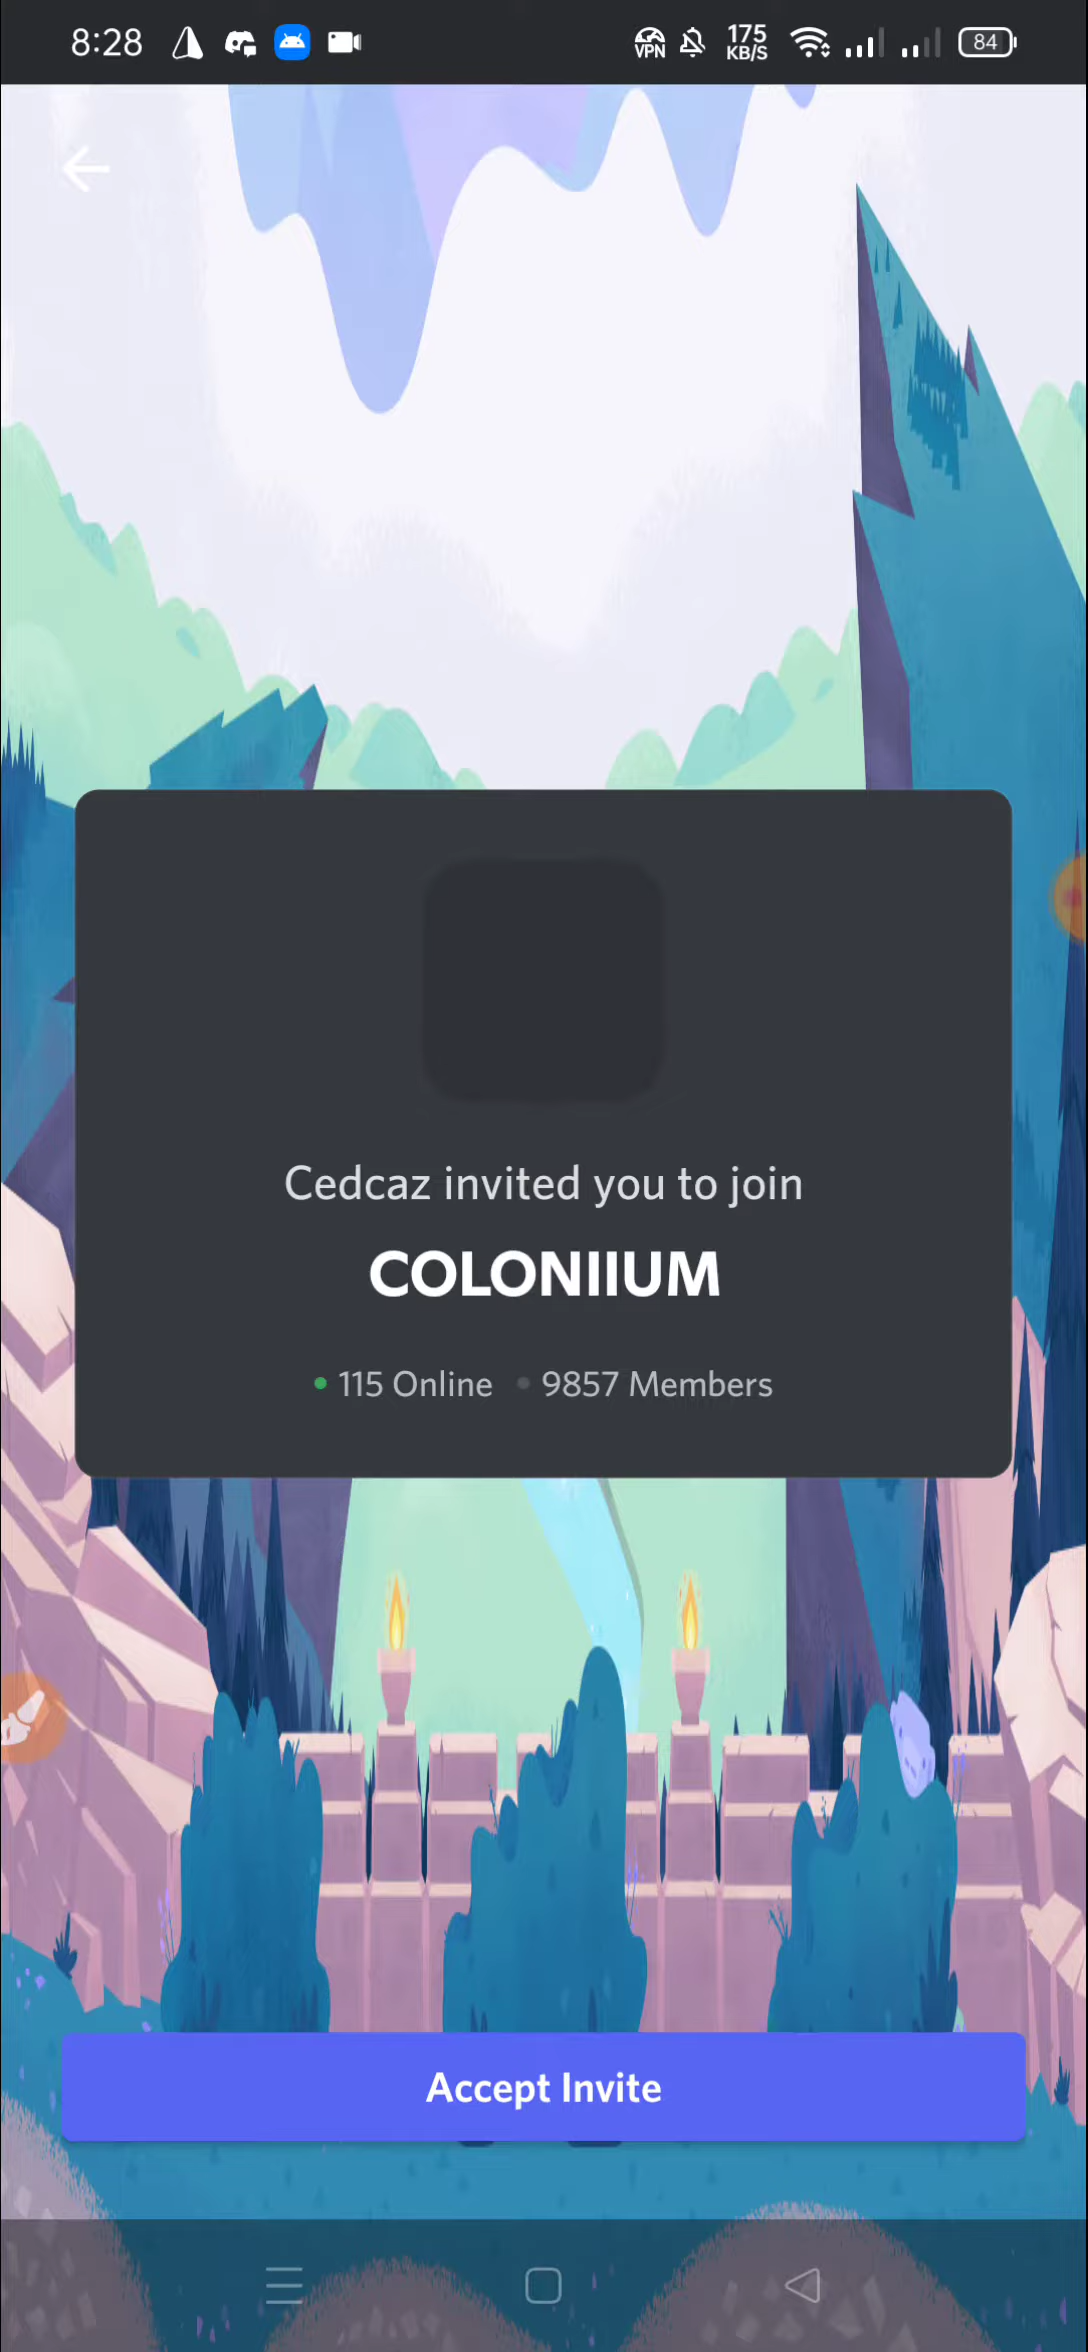 8:28
VPN
175
KB/S
84
Cedcaz invited you to join
COLONIIUM
115 Online
9857 Members
Accept Invite